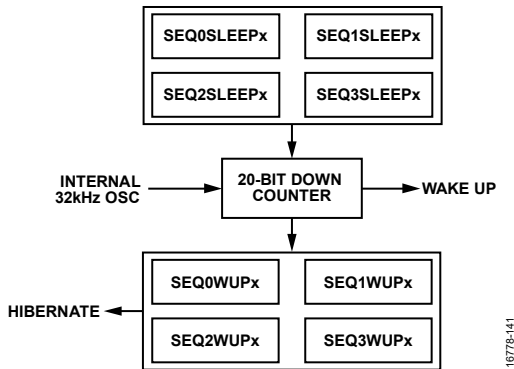 SEQ0SLEEPx SEQ1SLEEPx
SEQ2SLEEPx SEQ3SLEEPx
INTERNAL
32kHz OSC
20-BIT DOWN
COUNTER
WAKE UP
SEQ0WUPx SEQ1WUPx
HIBERNATE
SEQ2WUPx SEQ3WUPx
16778-141